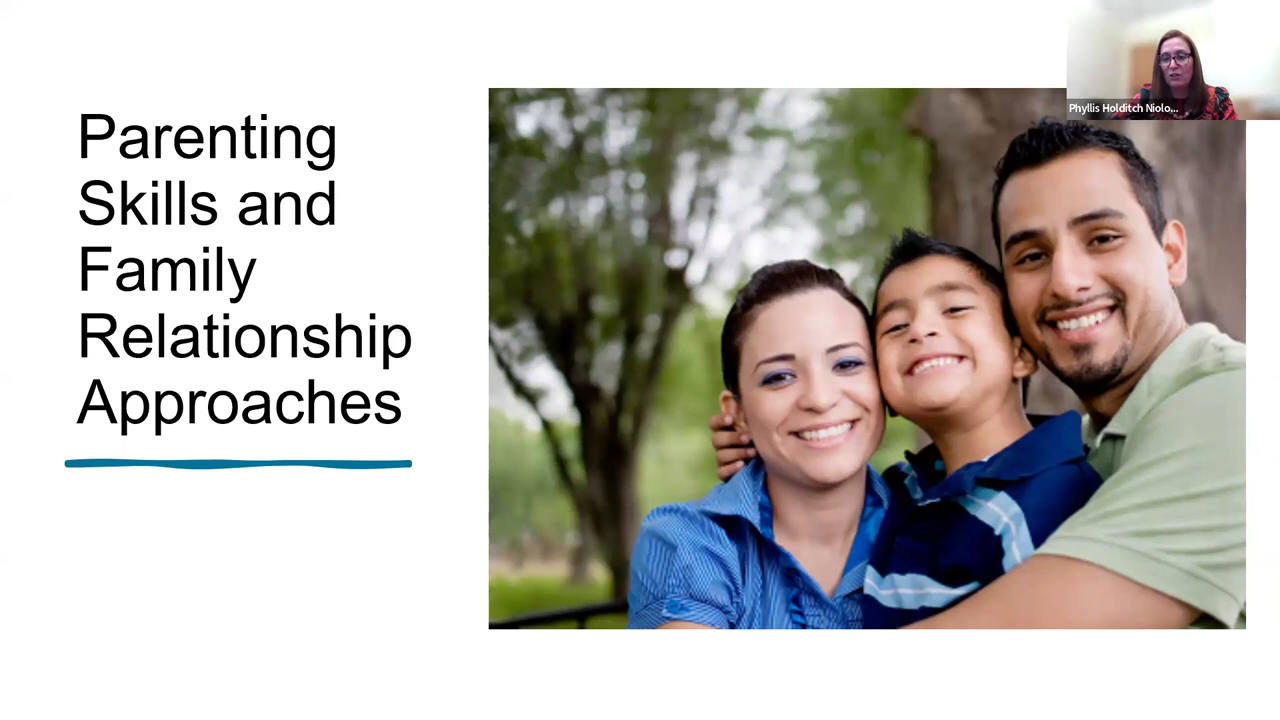 Parenting
Skills and
Family
Relationship
Approaches
Phyllis Holditch Niolo...